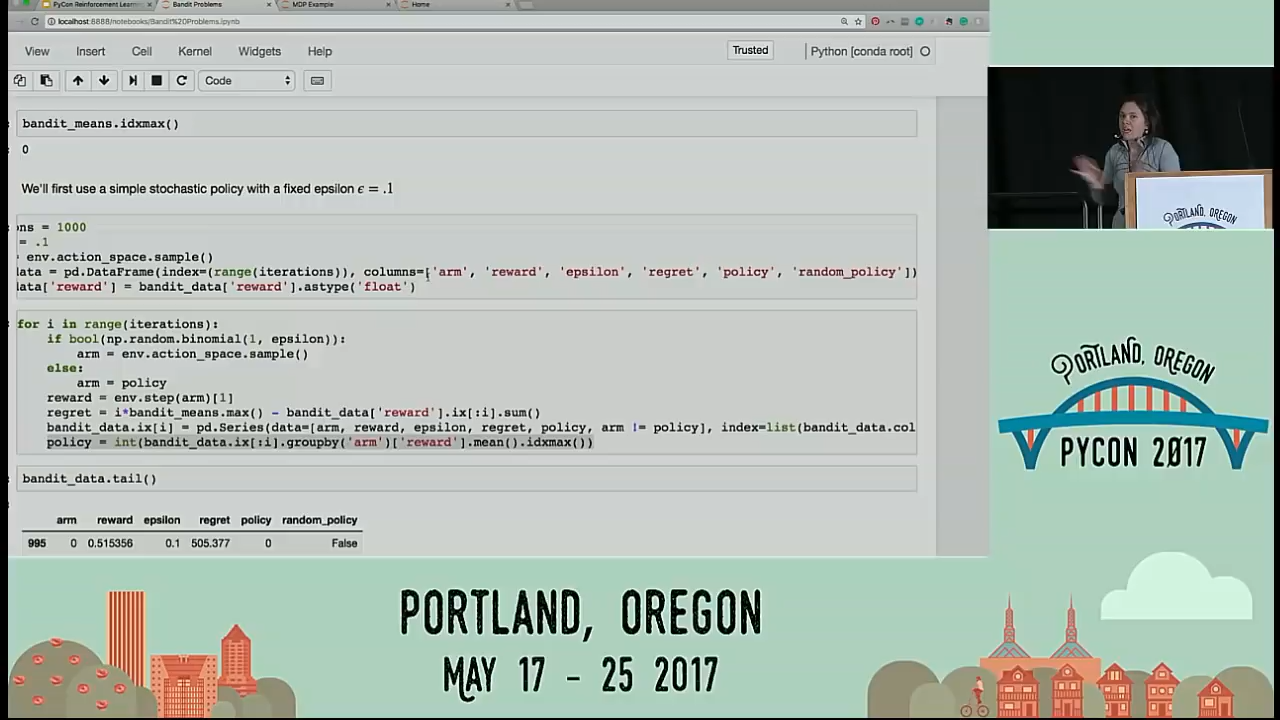 PyCon Reinforcement Learni
Bandit Problems
MDP Example
Home
localhost:8888/notebooks/Bandit%20Problems.ipynb
View Insert Cell Kernel Widgets Help
Trusted
Python [conda root]
Code
bandit_means.idxmax()
0
We'll first use a simple stochastic policy with a fixed epsilon ϵ = .1
ons = 1000
= .1
= env.action_space.sample()
data = pd.DataFrame(index=(range(iterations)), columns=['arm', 'reward', 'epsilon', 'regret', 'policy', 'random_policy'])
data['reward'] = bandit_data['reward'].astype('float')
for i in range(iterations):
if bool(np.random.binomial(1, epsilon)):
arm = env.action_space.sample()
else:
arm = policy
reward = env.step(arm)[1]
regret = i*bandit_means.max() - bandit_data['reward'].ix[:i].sum()
bandit_data.ix[i] = pd.Series(data=[arm, reward, epsilon, regret, policy, arm != policy], index=list(bandit_data.col
policy = int(bandit_data.ix[:i].groupby('arm')['reward'].mean().idxmax())
bandit_data.tail()
arm reward epsilon regret policy random_policy
995 0 0.515356 0.1 505.377 0 False
PORTLAND, OREGON
PORTLAND, OREGON
PYCON 2017
PORTLAND, OREGON
MAY 17 - 25 2017